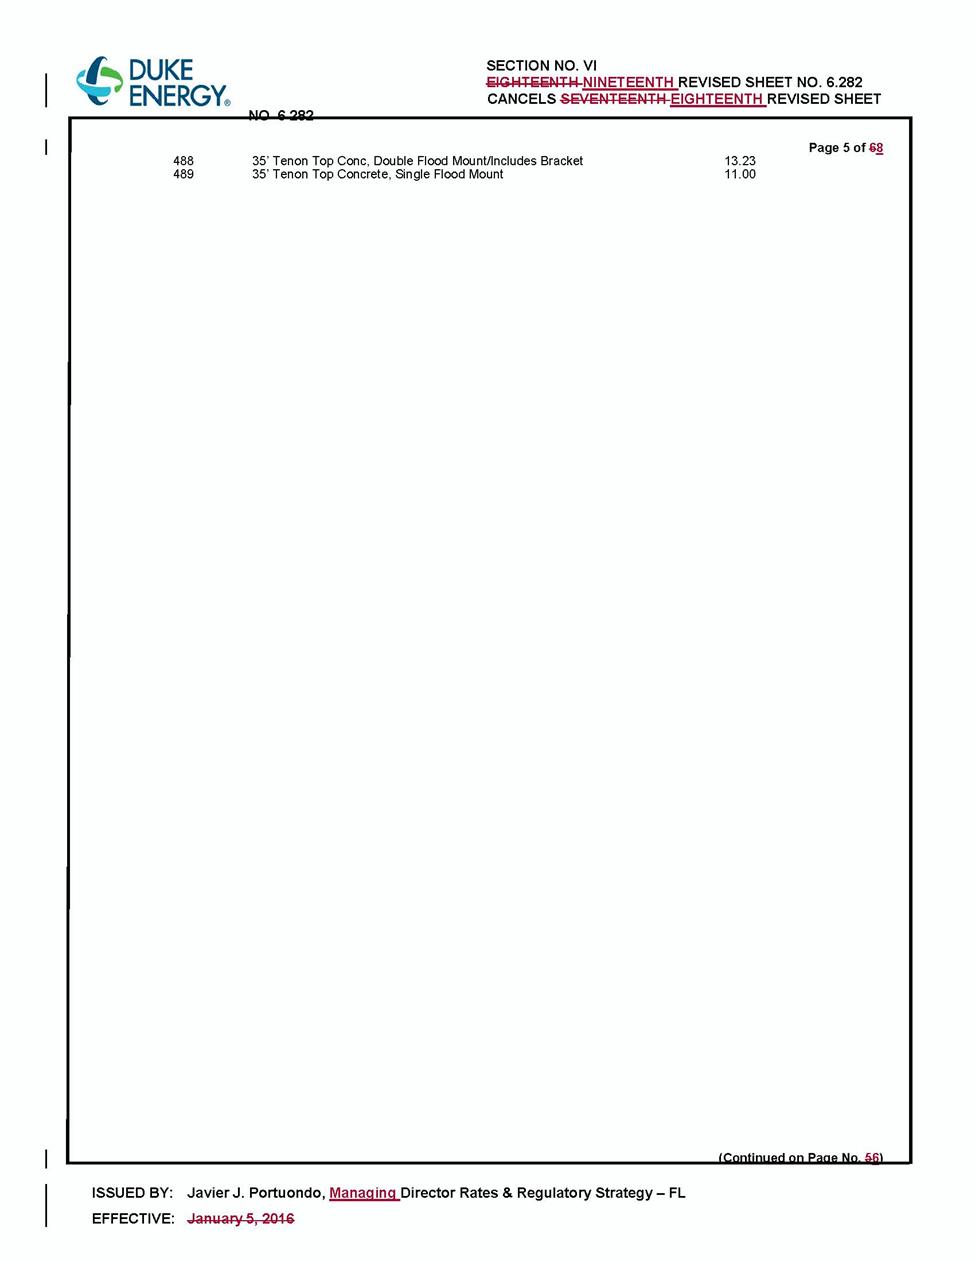 DUKE
ENERGY®
SECTION NO. VI
EIGHTEENTH NINETEENTH REVISED SHEET NO. 6.282
CANCELS SEVENTEENTH EIGHTEENTH REVISED SHEET
NO. 6.282
Page 5 of 68
488 35' Tenon Top Conc, Double Flood Mount/Includes Bracket 13.23
489 35' Tenon Top Concrete, Single Flood Mount 11.00
(Continued on Page No. 56)
ISSUED BY: Javier J. Portuondo, Managing Director Rates & Regulatory Strategy – FL
EFFECTIVE: January 5, 2016